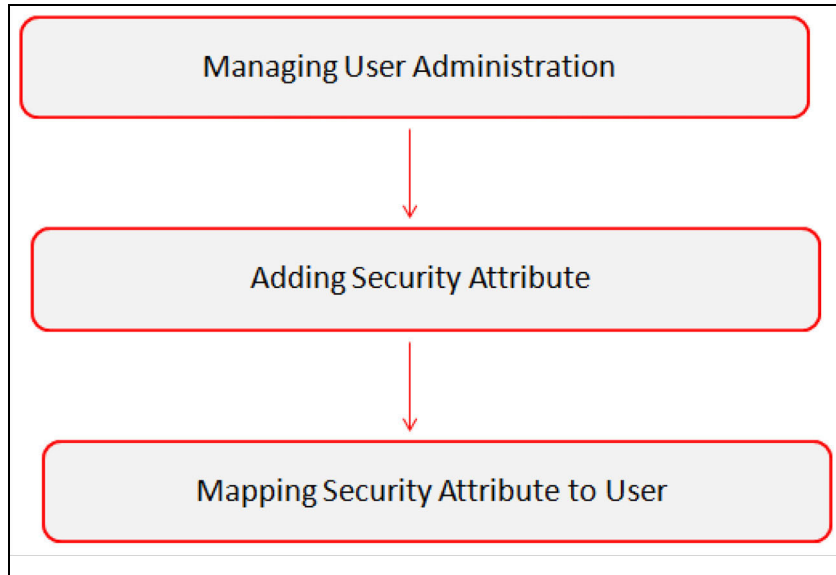 Managing User Administration
Adding Security Attribute
Mapping Security Attribute to User